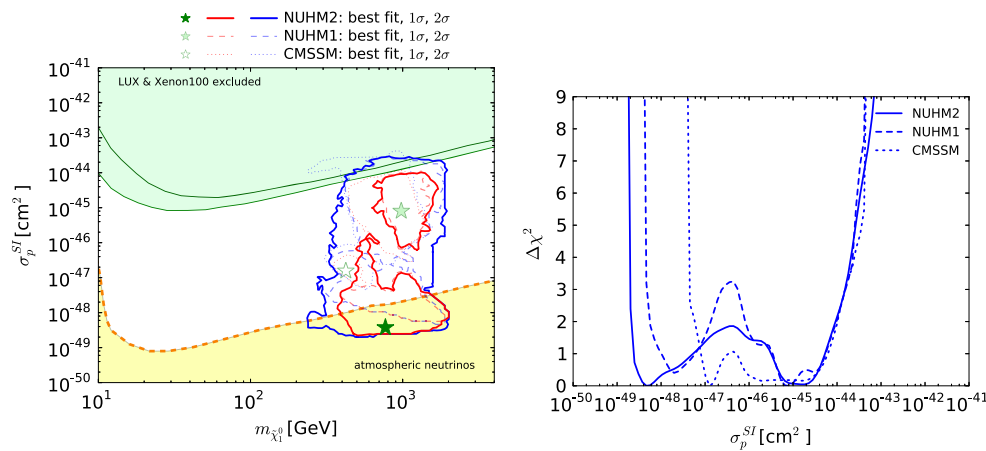 NUHM2: best fit, 1σ, 2σ
NUHM1: best fit, 1σ, 2σ
CMSSM: best fit, 1σ, 2σ
LUX & Xenon100 excluded
atmospheric neutrinos
10^-41
10^-42
10^-43
10^-44
10^-45
10^-46
10^-47
10^-48
10^-49
10^-50
σ_p^SI [cm^2]
10^1 10^2 10^3
m_χ̃_1^0 [GeV]
NUHM2
NUHM1
CMSSM
9
8
7
6
5
4
3
2
1
0
Δχ^2
10^-50 10^-49 10^-48 10^-47 10^-46 10^-45 10^-44 10^-43 10^-42 10^-41
σ_p^SI [cm^2]